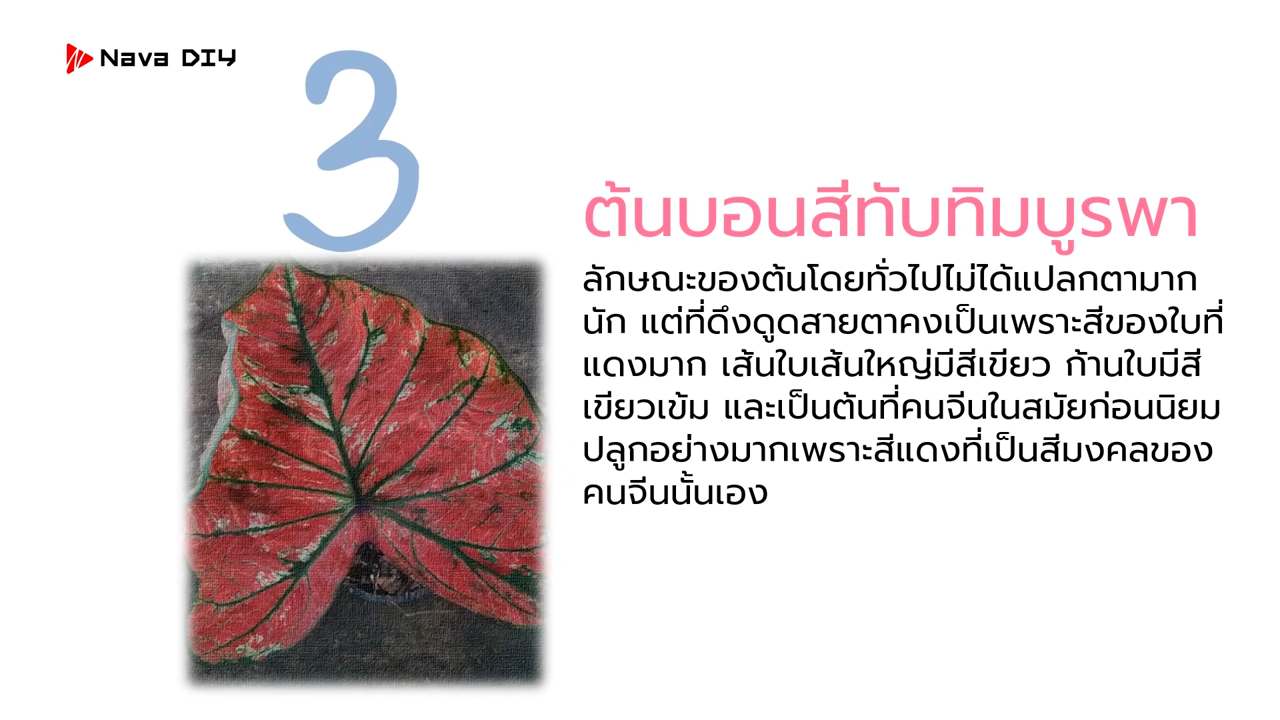 Nava DIY
3
ต้นบอนสีทับทิมบูรพา
ลักษณะของต้นโดยทั่วไปไม่ได้แปลกตามาก
นัก แต่ที่ดึงดูดสายตาคงเป็นเพราะสีของใบที่
แดงมาก เส้นใบเส้นใหญ่มีสีเขียว ก้านใบมีสี
เขียวเข้ม และเป็นต้นที่คนจีนในสมัยก่อนนิยม
ปลูกอย่างมากเพราะสีแดงที่เป็นสีมงคลของ
คนจีนนั้นเอง